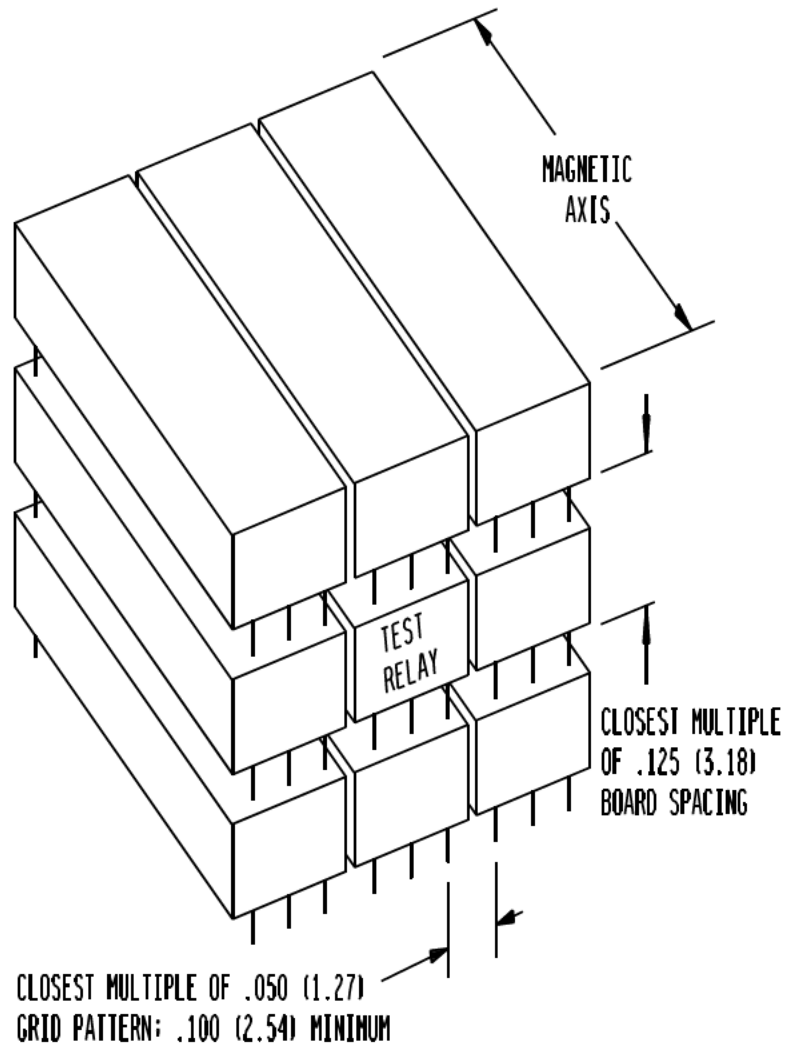 MAGNETIC
AXIS
TEST
RELAY
CLOSEST MULTIPLE
OF .125 (3.18)
BOARD SPACING
CLOSEST MULTIPLE OF .050 (1.27)
GRID PATTERN; .100 (2.54) MINIMUM